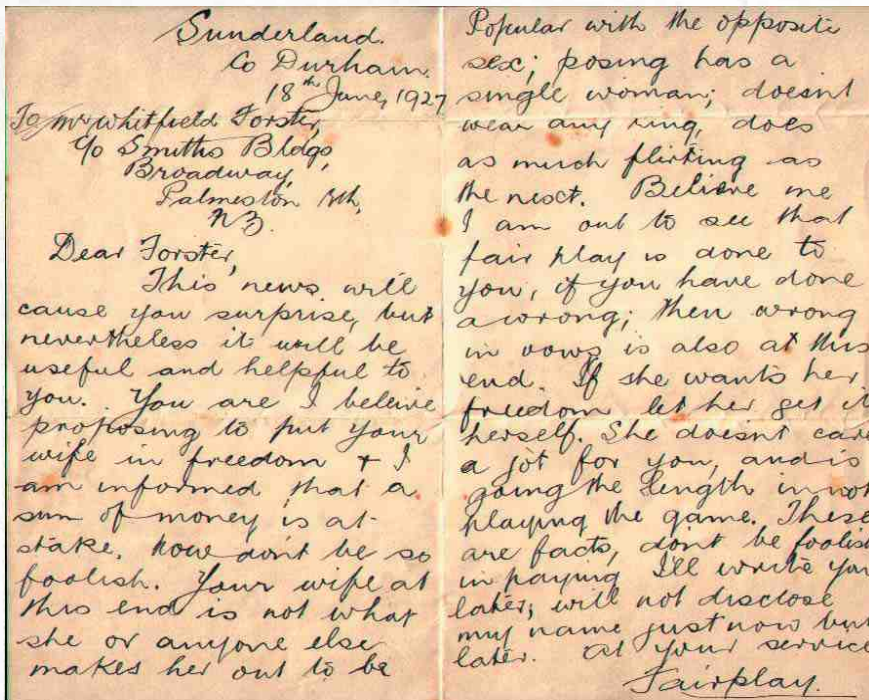 Sunderland.
Co Durham.
18th June, 1927
To Mr Whitfield Forster,
c/o Smiths Bldgs,
Broadway,
Palmeston Nth,
N.Z.
Dear Forster,
This news will
cause you surprise, but
nevertheless it will be
useful and helpful to
you. You are I beleive
proposing to put your
wife in freedom + I
am informed that a
sum of money is at
stake. Now don't be so
foolish. Your wife at
this end is not what
she or anyone else
makes her out to be
Popular with the opposite
sex; posing has a
single woman; doesnt
wear any ring, does
as much flirting as
the next. Believe me
I am out to see that
fair play is done to
you, if you have done
a wrong; then wrong
in vows is also at this
end. If she wants her
freedom let her get it
herself. She doesnt care
a jot for you, and is
going the length in not
playing the game. These
are facts, dont be foolish
in paying I'll write you
later; will not disclose
my name just now but
later. At your service
Fairplay.